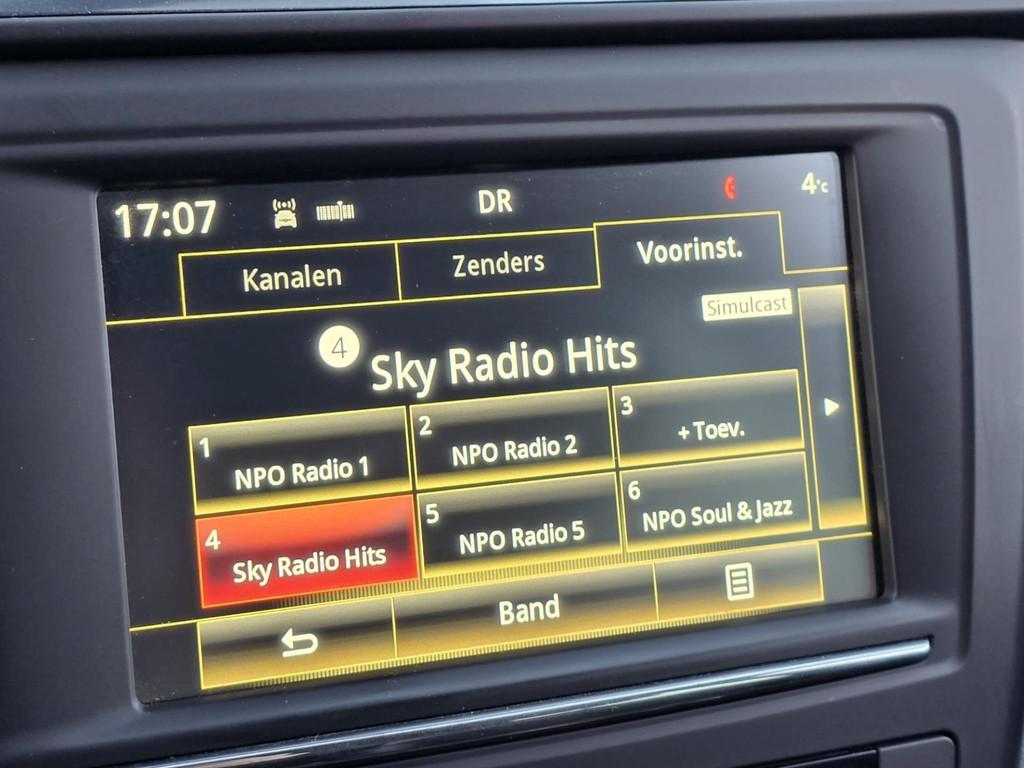 17:07 DR 4°c
Kanalen Zenders Voorinst.
Simulcast
4 Sky Radio Hits
1 NPO Radio 1
2 NPO Radio 2
3 + Toev.
4 Sky Radio Hits
5 NPO Radio 5
6 NPO Soul & Jazz
Band